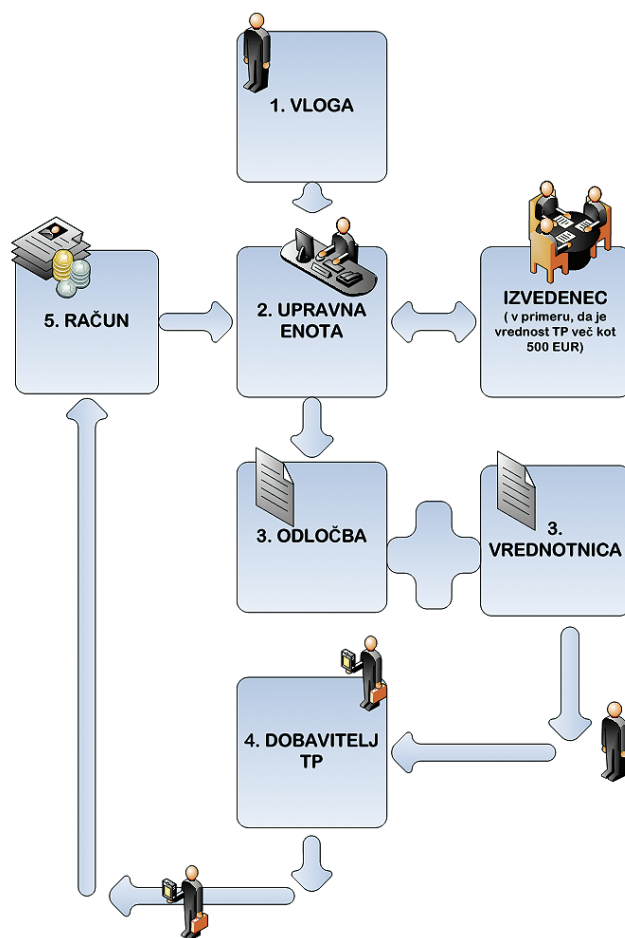 1. VLOGA
5. RAČUN
2. UPRAVNA
ENOTA
IZVEDENEC
( v primeru, da je
vrednost TP več kot
500 EUR)
3. ODLOČBA
3.
VREDNOTNICA
4. DOBAVITELJ
TP